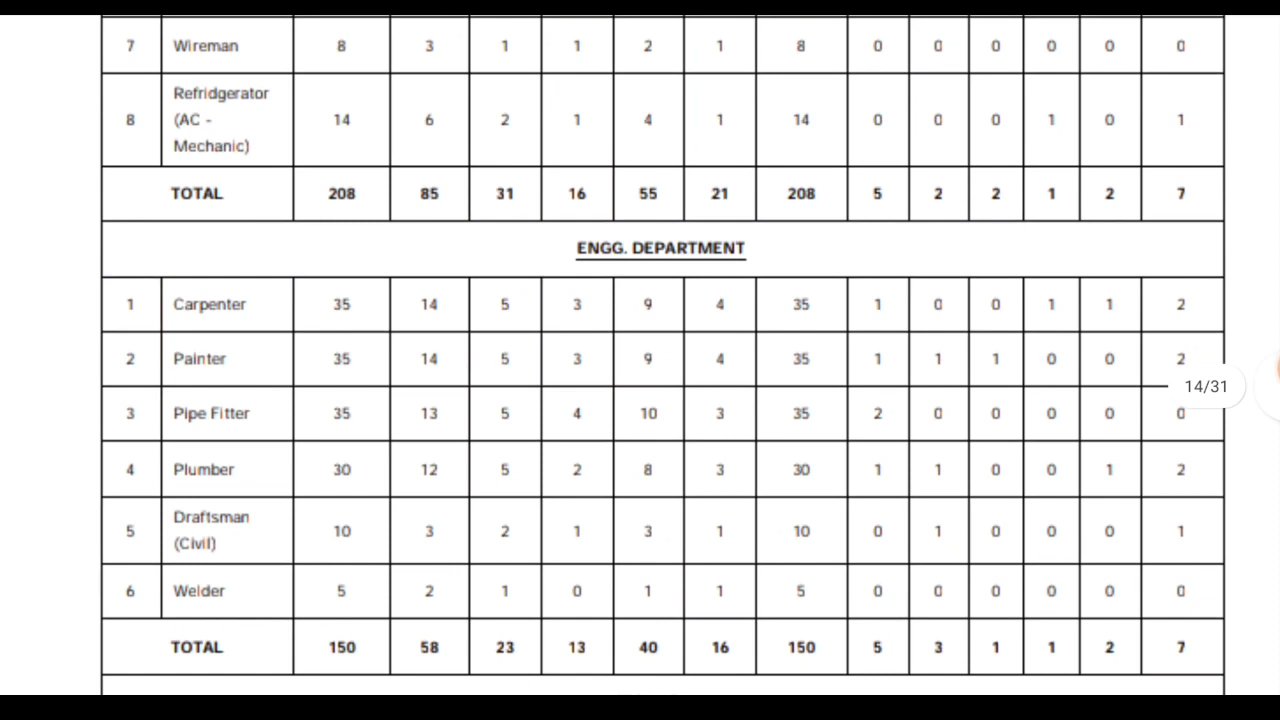 7 Wireman 8 3 1 1 2 1 8 0 0 0 0 0 0
Refridgerator
8 (AC - 14 6 2 1 4 1 14 0 0 0 1 0 1
Mechanic)
TOTAL 208 85 31 16 55 21 208 5 2 2 1 2 7
ENGG. DEPARTMENT
1 Carpenter 35 14 5 3 9 4 35 1 0 0 1 1 2
2 Painter 35 14 5 3 9 4 35 1 1 1 0 0 2
14/31
3 Pipe Fitter 35 13 5 4 10 3 35 2 0 0 0 0 0
4 Plumber 30 12 5 2 8 3 30 1 1 0 0 1 2
Draftsman
5 10 3 2 1 3 1 10 0 1 0 0 0 1
(Civil)
6 Welder 5 2 1 0 1 1 5 0 0 0 0 0 0
TOTAL 150 58 23 13 40 16 150 5 3 1 1 2 7